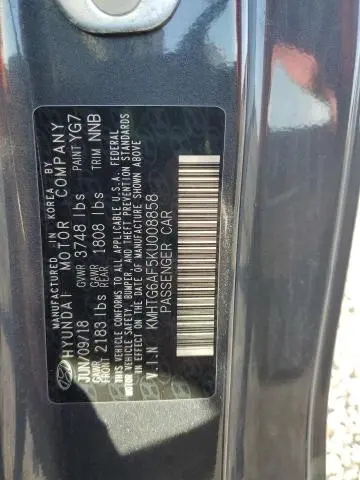 MANUFACTURED IN KOREA BY
HYUNDAI MOTOR COMPANY
JUN/09/18 GVWR 3748 lbs PAINT YG7
GAWR FRONT 2183 lbs GAWR REAR 1808 lbs TRIM NNB
THIS VEHICLE CONFORMS TO ALL APPLICABLE U.S.A. FEDERAL
MOTOR VEHICLE SAFETY, BUMPER, AND THEFT PREVENTION STANDARDS
IN EFFECT ON THE DATE OF MANUFACTURE SHOWN ABOVE
V.I.N KMHTG6AF5KU008858
PASSENGER CAR